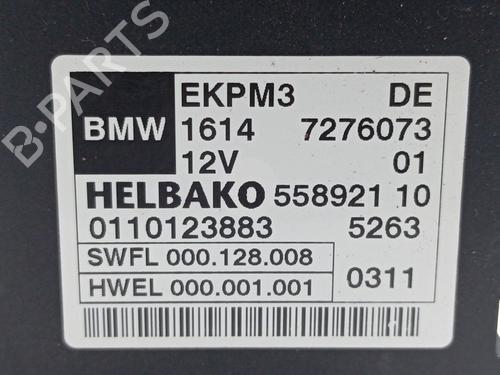 EKPM3 DE
BMW 1614 7276073
12V 01
HELBAKO 558921 10
0110123883 5263
SWFL 000.128.008
HWEL 000.001.001 0311